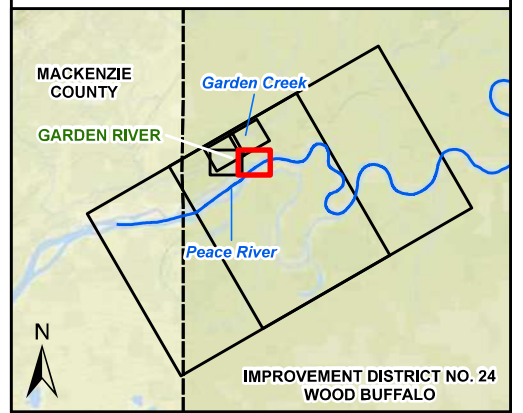 MACKENZIE
COUNTY
Garden Creek
GARDEN RIVER
Peace River
N
IMPROVEMENT DISTRICT NO. 24
WOOD BUFFALO